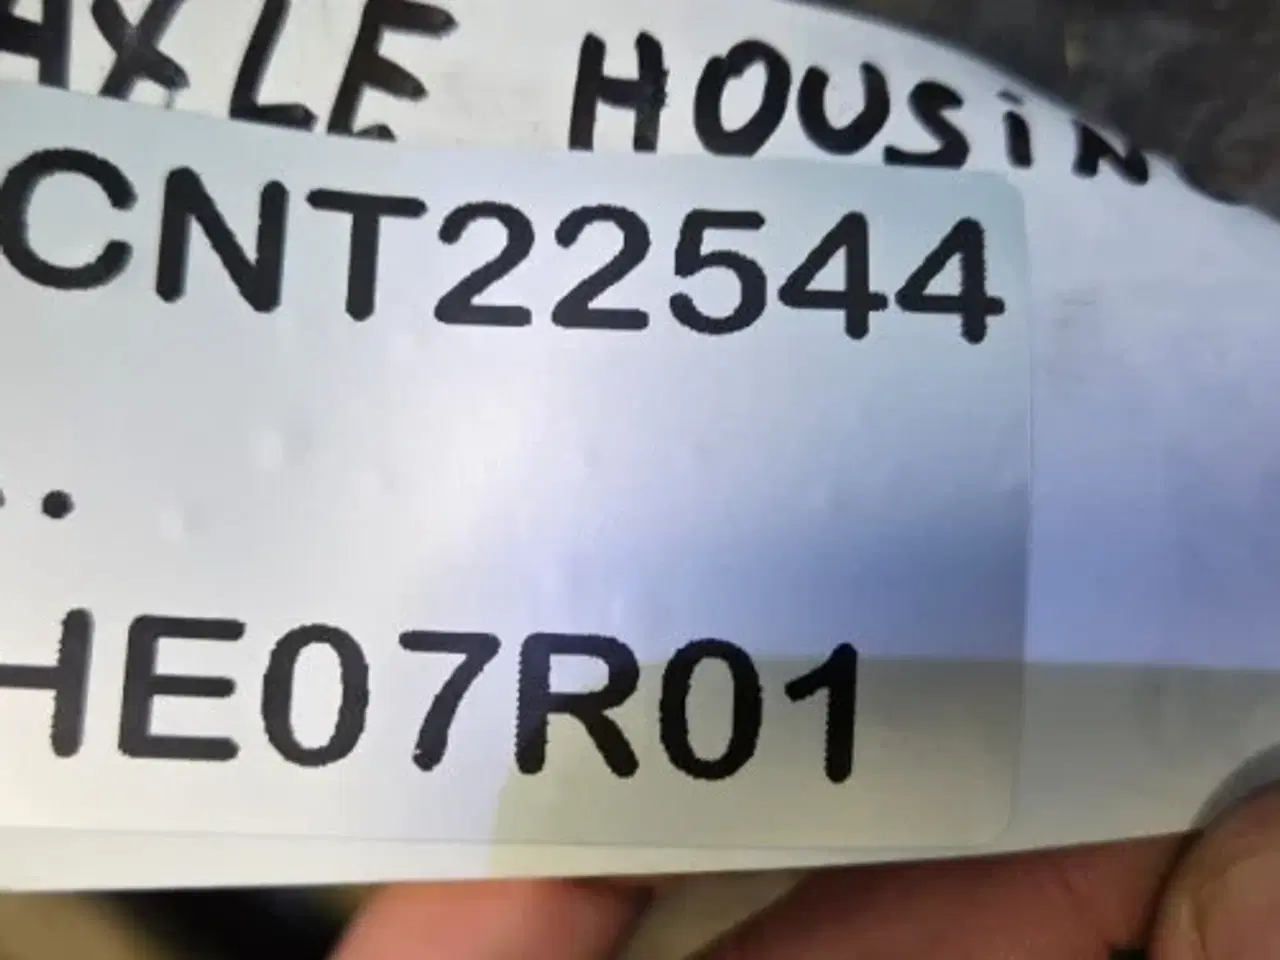 AXLE HOUSIN
CNT22544
..
HE07R01